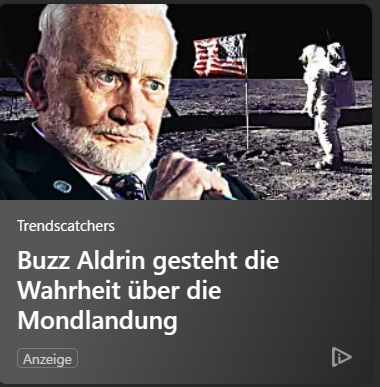 Trendscatchers
Buzz Aldrin gesteht die
Wahrheit über die
Mondlandung
Anzeige